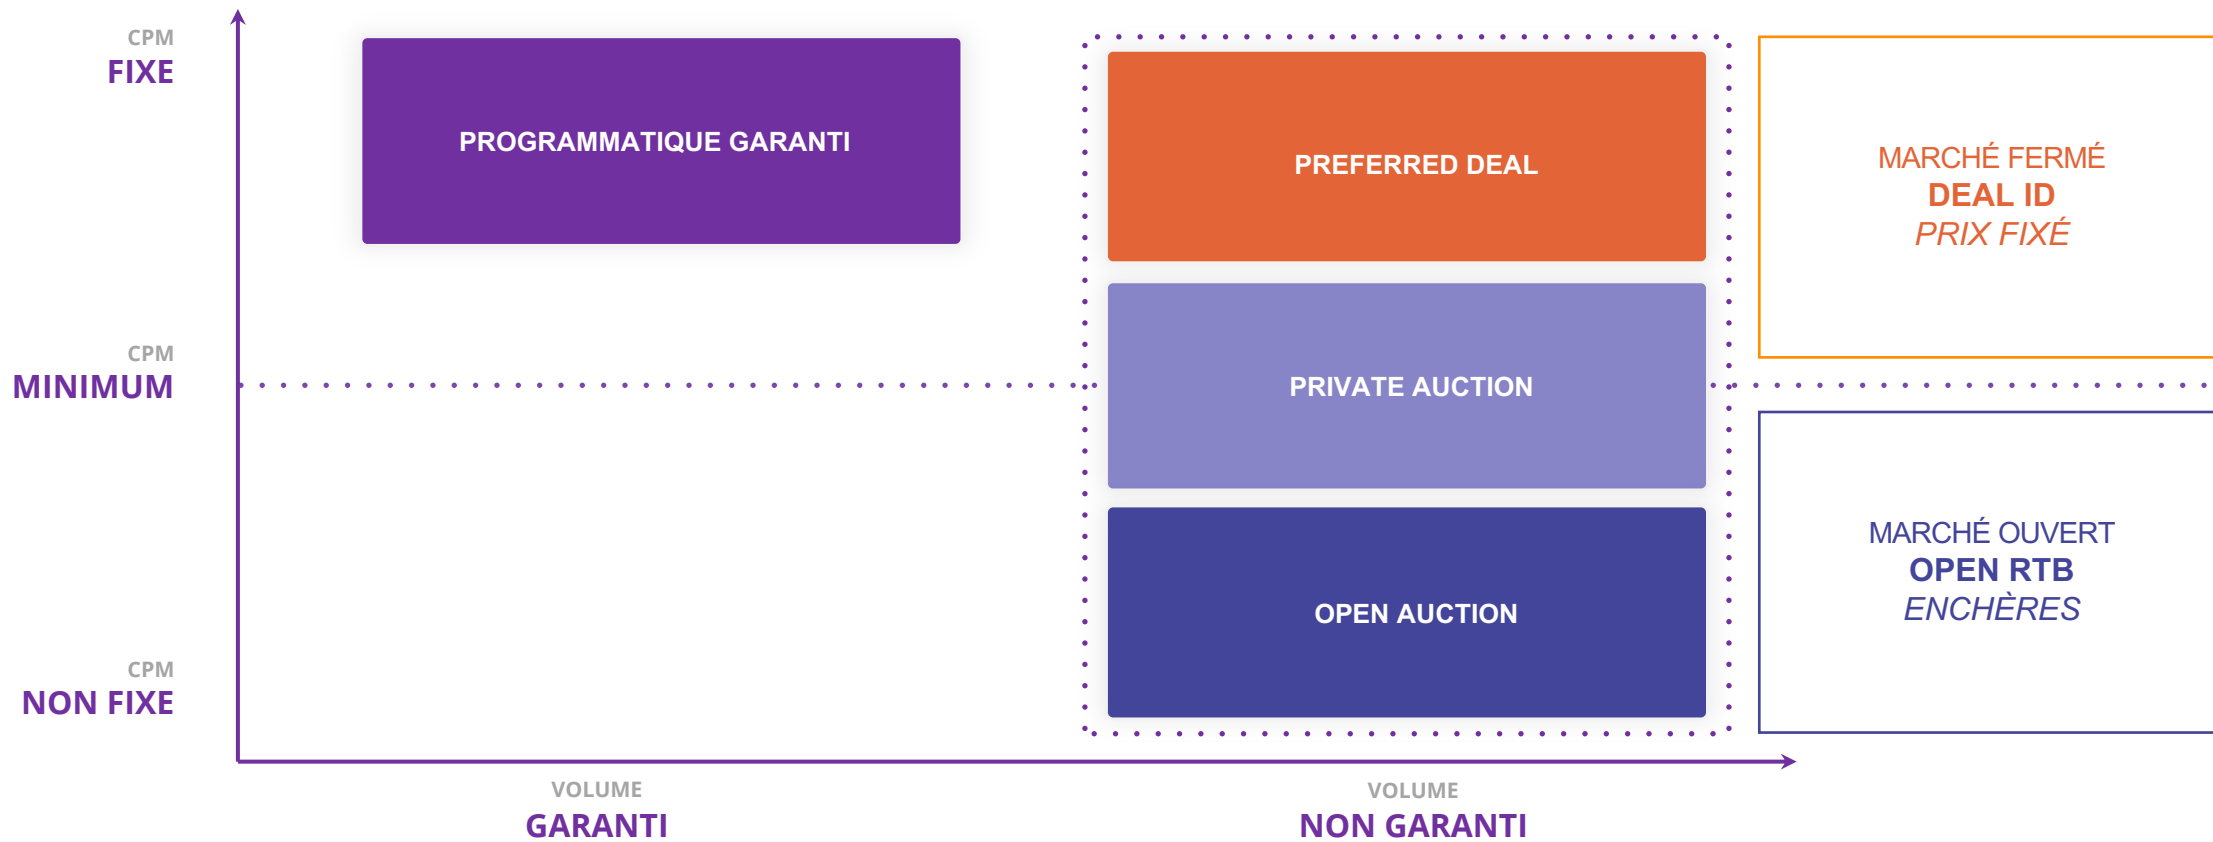 CPM
FIXE
PROGRAMMATIQUE GARANTI
PREFERRED DEAL
MARCHÉ FERMÉ
DEAL ID
PRIX FIXÉ
CPM
MINIMUM
PRIVATE AUCTION
MARCHÉ OUVERT
OPEN RTB
ENCHÈRES
OPEN AUCTION
CPM
NON FIXE
VOLUME
GARANTI
VOLUME
NON GARANTI